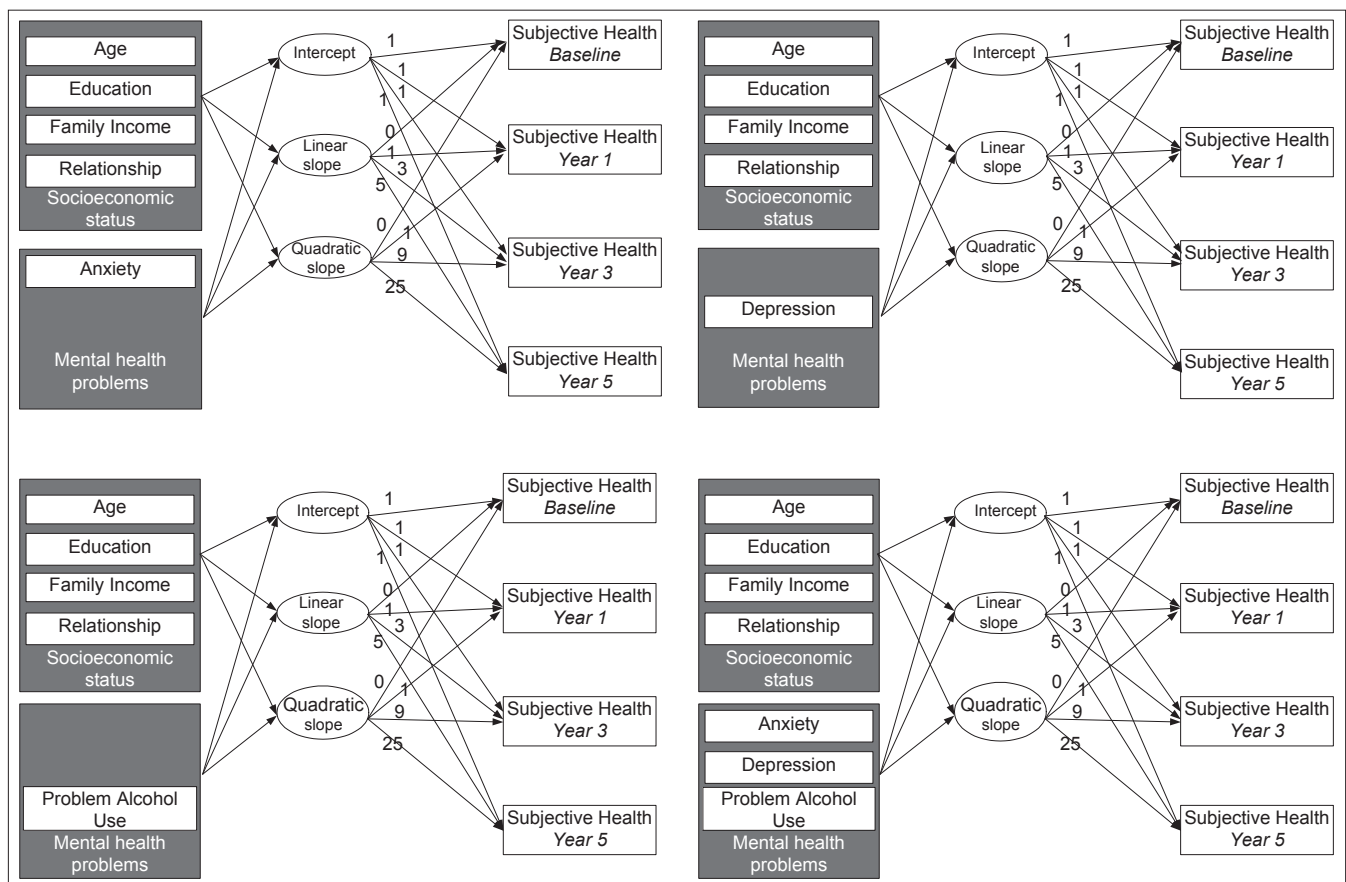 Age
Education
Family Income
Relationship
Socioeconomic
status
Anxiety
Mental health
problems
Intercept
Linear
slope
Quadratic
slope
1
1
1
1
0
1
3
5
0
1
9
25
Subjective Health
Baseline
Subjective Health
Year 1
Subjective Health
Year 3
Subjective Health
Year 5
Age
Education
Family Income
Relationship
Socioeconomic
status
Depression
Mental health
problems
Intercept
Linear
slope
Quadratic
slope
1
1
1
1
0
1
3
5
0
1
9
25
Subjective Health
Baseline
Subjective Health
Year 1
Subjective Health
Year 3
Subjective Health
Year 5
Age
Education
Family Income
Relationship
Socioeconomic
status
Problem Alcohol
Use
Mental health
problems
Intercept
Linear
slope
Quadratic
slope
1
1
1
1
0
1
3
5
0
1
9
25
Subjective Health
Baseline
Subjective Health
Year 1
Subjective Health
Year 3
Subjective Health
Year 5
Age
Education
Family Income
Relationship
Socioeconomic
status
Anxiety
Depression
Problem Alcohol
Use
Mental health
problems
Intercept
Linear
slope
Quadratic
slope
1
1
1
1
0
1
3
5
0
1
9
25
Subjective Health
Baseline
Subjective Health
Year 1
Subjective Health
Year 3
Subjective Health
Year 5